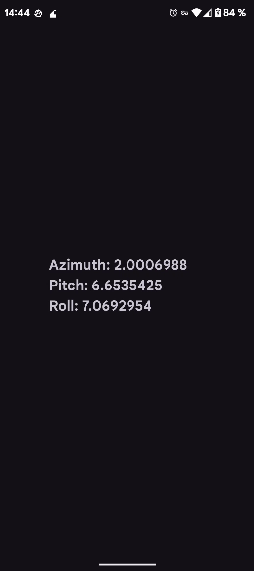 14:44 84 %
Azimuth: 2.0006988
Pitch: 6.6535425
Roll: 7.0692954